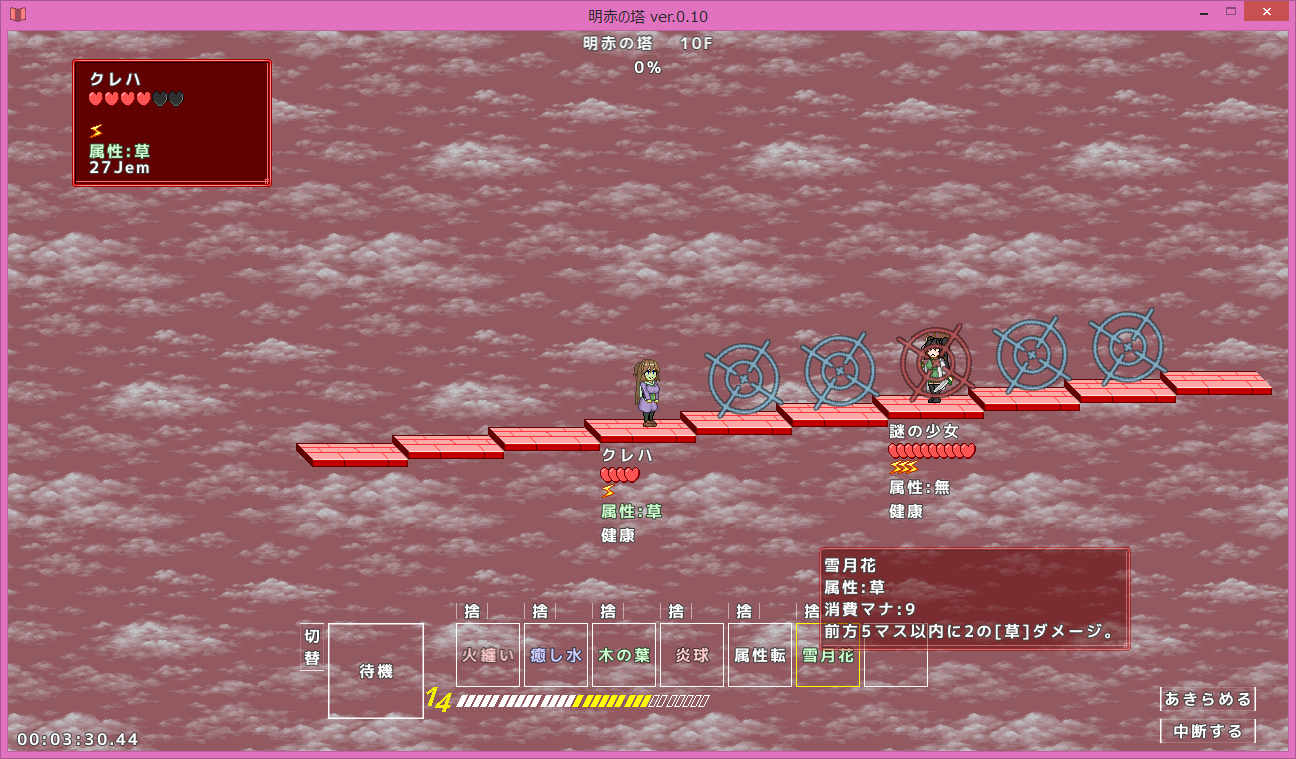 明赤の塔 ver.0.10
明赤の塔 10F
0%
クレハ
属性:草
27Jem
クレハ
属性:草
健康
謎の少女
属性:無
健康
雪月花
属性:草
消費マナ:9
前方5マス以内に2の[草]ダメージ。
捨 捨 捨 捨 捨 捨
切替
待機
火纏い
癒し水
木の葉
炎球
属性転
雪月花
14
あきらめる
中断する
00:03:30.44